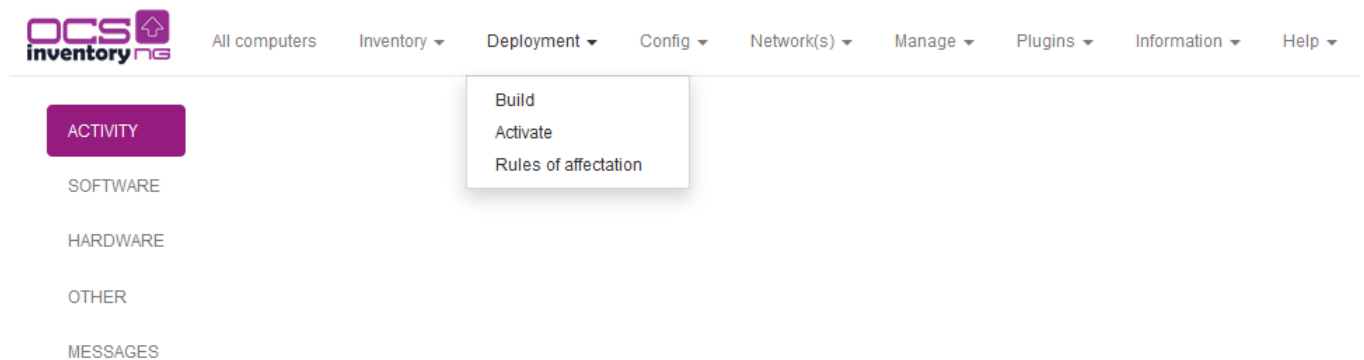 OCS
inventory NG
All computers Inventory Deployment Config Network(s) Manage Plugins Information Help
Build
Activate
Rules of affectation
ACTIVITY
SOFTWARE
HARDWARE
OTHER
MESSAGES